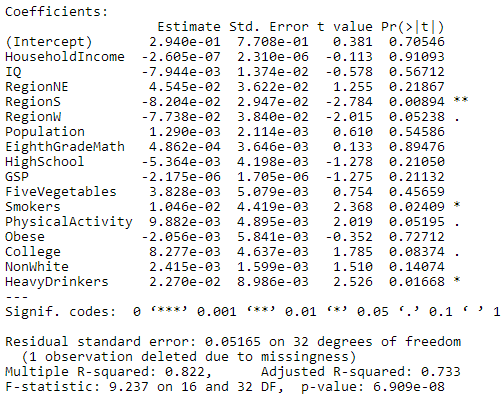 Coefficients:
                    Estimate Std. Error t value Pr(>|t|)
(Intercept)        2.940e-01  7.708e-01   0.381  0.70546
HouseholdIncome   -2.605e-07  2.310e-06  -0.113  0.91093
IQ                -7.944e-03  1.374e-02  -0.578  0.56712
RegionNE           4.545e-02  3.622e-02   1.255  0.21867
RegionS           -8.204e-02  2.947e-02  -2.784  0.00894 **
RegionW           -7.738e-02  3.840e-02  -2.015  0.05238 .
Population         1.290e-03  2.114e-03   0.610  0.54586
EighthGradeMath    4.862e-04  3.646e-03   0.133  0.89476
HighSchool        -5.364e-03  4.198e-03  -1.278  0.21050
GSP               -2.175e-06  1.705e-06  -1.275  0.21132
FiveVegetables     3.828e-03  5.079e-03   0.754  0.45659
Smokers            1.046e-02  4.419e-03   2.368  0.02409 *
PhysicalActivity   9.882e-03  4.895e-03   2.019  0.05195 .
Obese             -2.056e-03  5.841e-03  -0.352  0.72712
College            8.277e-03  4.637e-03   1.785  0.08374 .
NonWhite           2.415e-03  1.599e-03   1.510  0.14074
HeavyDrinkers      2.270e-02  8.986e-03   2.526  0.01668 *
---
Signif. codes:  0 ‘***’ 0.001 ‘**’ 0.01 ‘*’ 0.05 ‘.’ 0.1 ‘ ’ 1
Residual standard error: 0.05165 on 32 degrees of freedom
  (1 observation deleted due to missingness)
Multiple R-squared: 0.822,	Adjusted R-squared: 0.733
F-statistic: 9.237 on 16 and 32 DF,  p-value: 6.909e-08